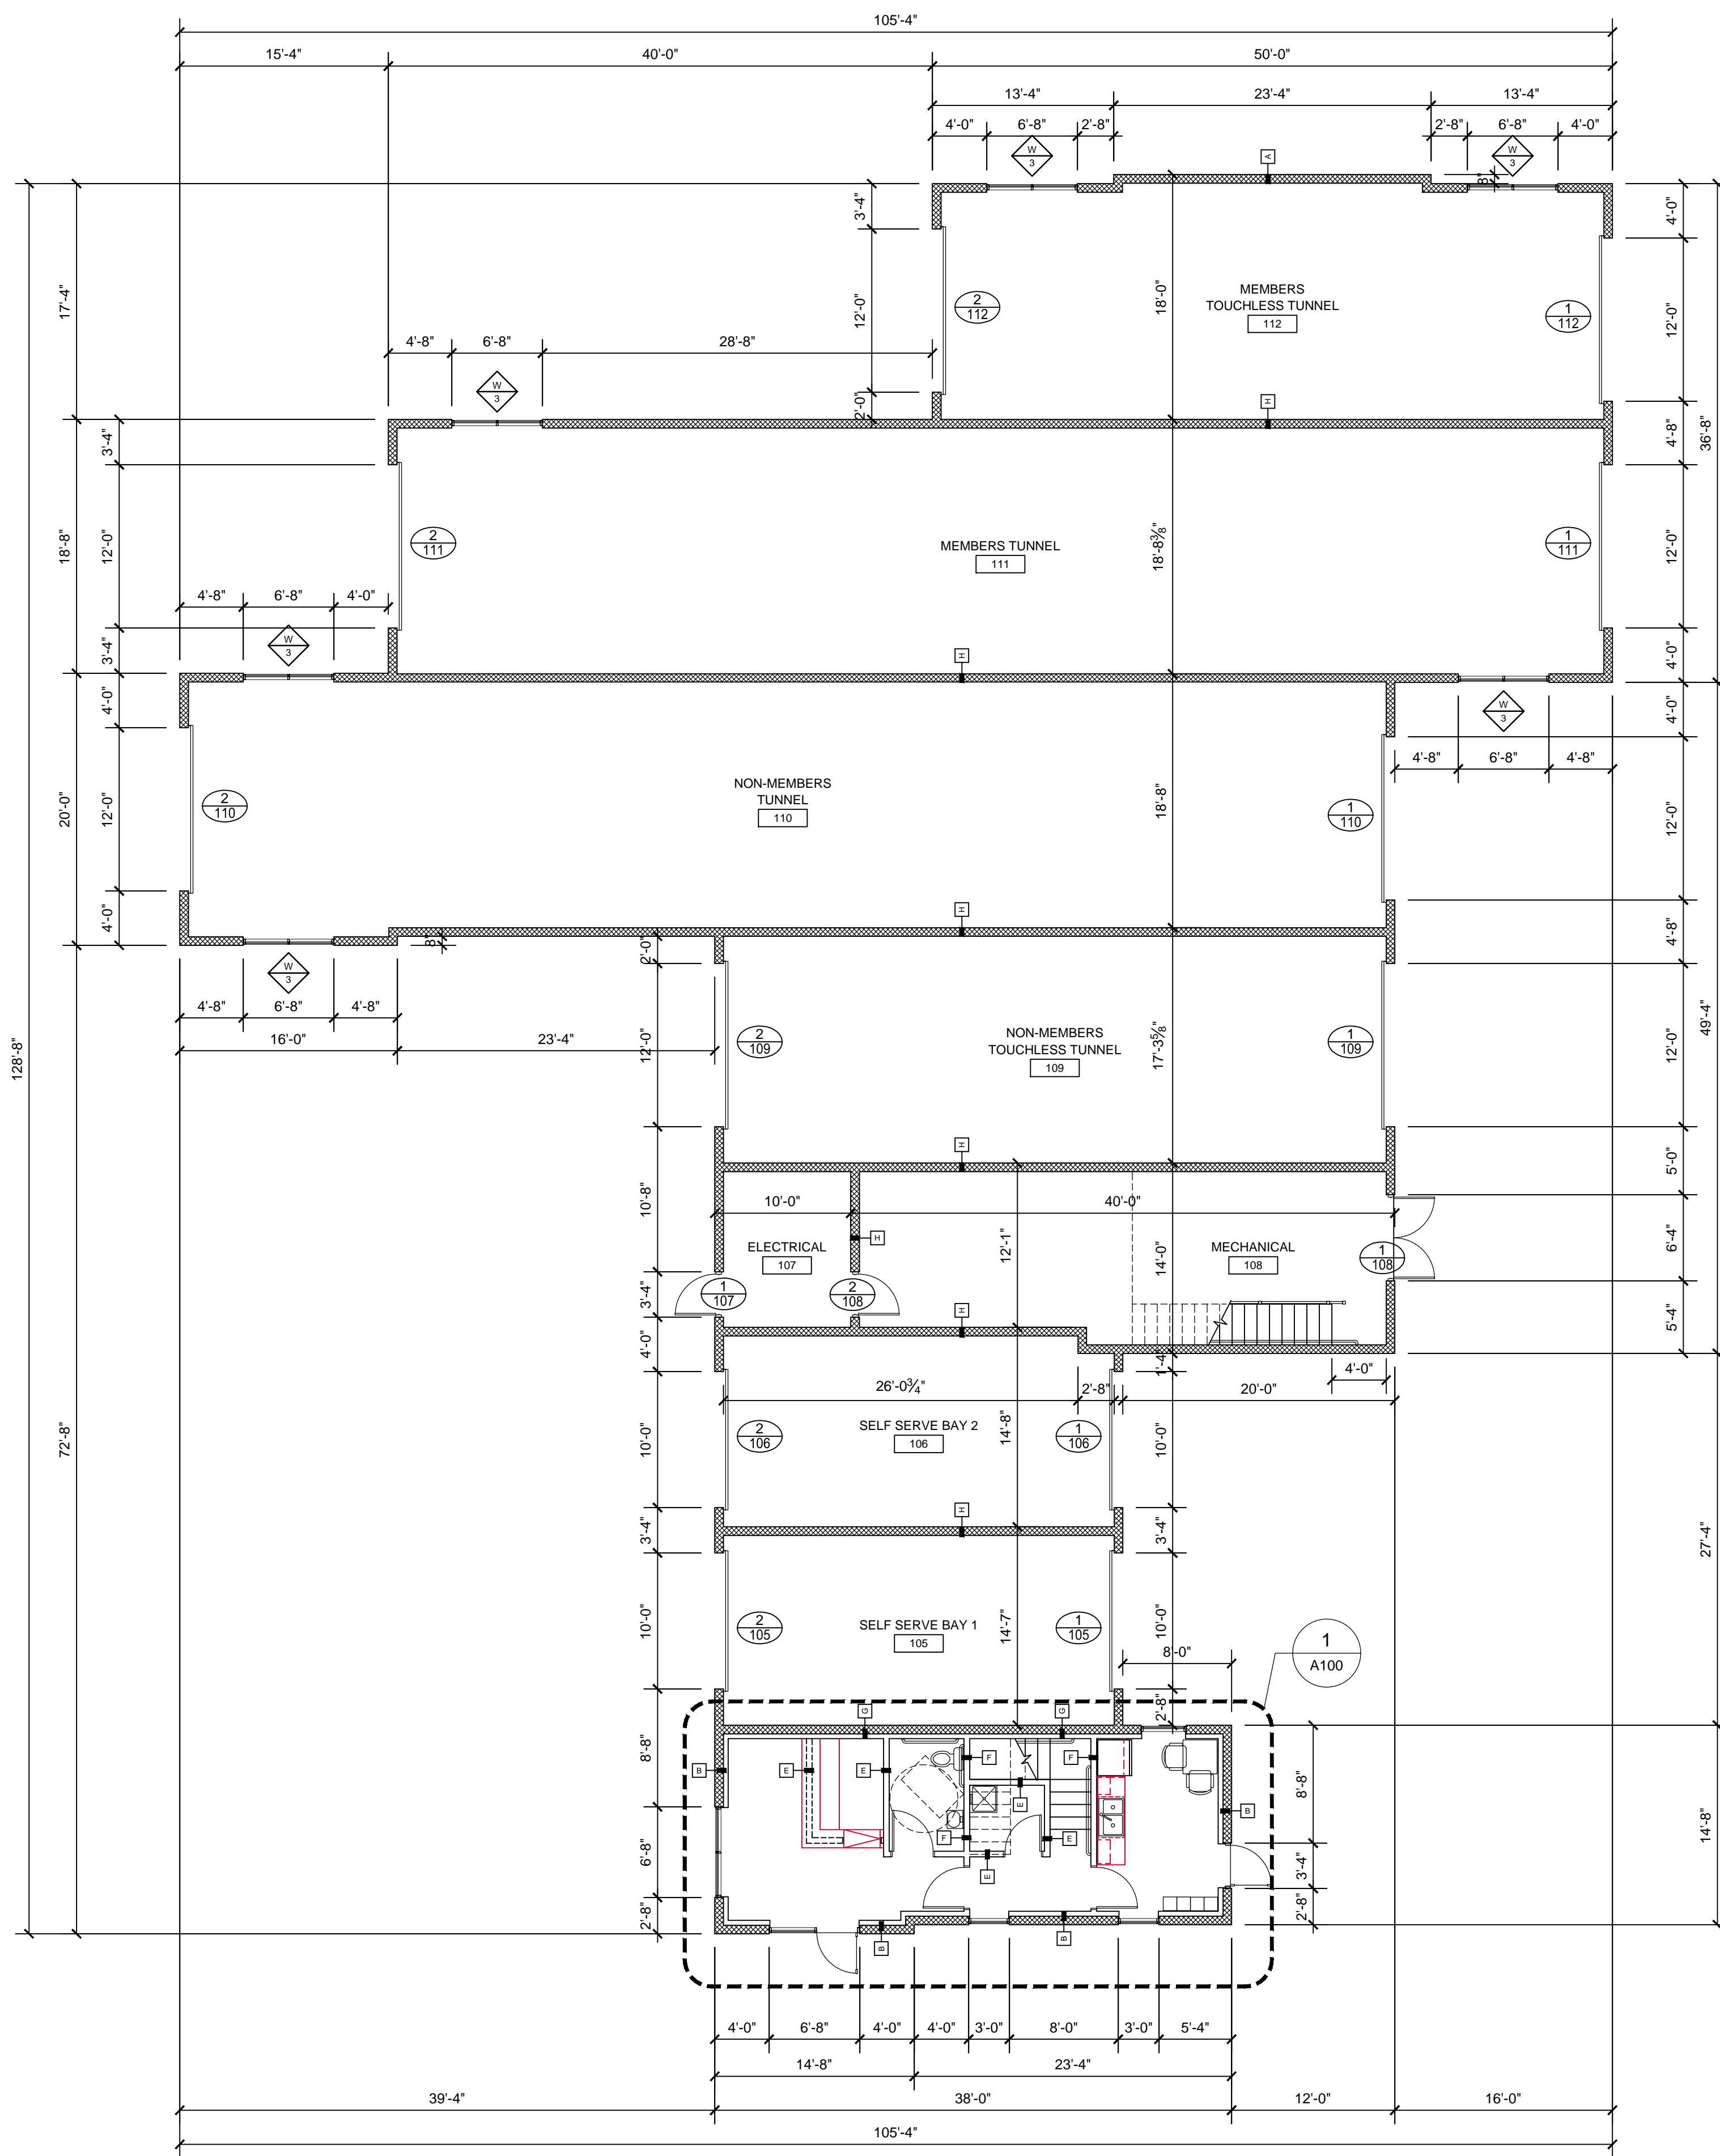 105'-4"
15'-4" 40'-0" 50'-0"
13'-4" 23'-4" 13'-4"
4'-0" 6'-8" 2'-8" 2'-8" 6'-8" 4'-0"
W
3
W
3
A
8"
3'-4"
4'-0"
17'-4"
12'-0"
18'-0"
MEMBERS
TOUCHLESS TUNNEL
112
2
112
1
112
12'-0"
4'-8" 6'-8" 28'-8"
W
3
2'-0"
H
4'-8"
36'-8"
3'-4"
18'-8"
12'-0"
2
111
MEMBERS TUNNEL
111
18'-8⅜"
1
111
12'-0"
4'-8" 6'-8" 4'-0"
W
3
3'-4"
H
4'-0"
4'-0"
4'-0"
W
3
4'-8" 6'-8" 4'-8"
20'-0"
12'-0"
2
110
NON-MEMBERS
TUNNEL
110
18'-8"
1
110
12'-0"
4'-0"
8"
H
2'-0"
4'-8"
W
3
4'-8" 6'-8" 4'-8"
16'-0" 23'-4"
128'-8"
12'-0"
2
109
NON-MEMBERS
TOUCHLESS TUNNEL
109
17'-3⅝"
1
109
12'-0"
49'-4"
H
5'-0"
10'-8"
10'-0" 40'-0"
H
ELECTRICAL
107
12'-1"
14'-0"
MECHANICAL
108
1
108
6'-4"
1
107
2
108
3'-4"
H
5'-4"
4'-0"
1'-4"
4'-0"
26'-0¾" 2'-8" 20'-0"
72'-8"
10'-0"
2
106
SELF SERVE BAY 2
106
14'-8"
1
106
10'-0"
H
3'-4"
3'-4"
27'-4"
10'-0"
2
105
SELF SERVE BAY 1
105
14'-7"
1
105
10'-0"
8'-0"
1
A100
2'-8"
G
G
8'-8"
B
E
E
F
F
E
B
8'-8"
14'-8"
F
E
E
6'-8"
3'-4"
2'-8"
2'-8"
B
B
4'-0" 6'-8" 4'-0" 4'-0" 3'-0" 8'-0" 3'-0" 5'-4"
14'-8" 23'-4"
39'-4" 38'-0" 12'-0" 16'-0"
105'-4"